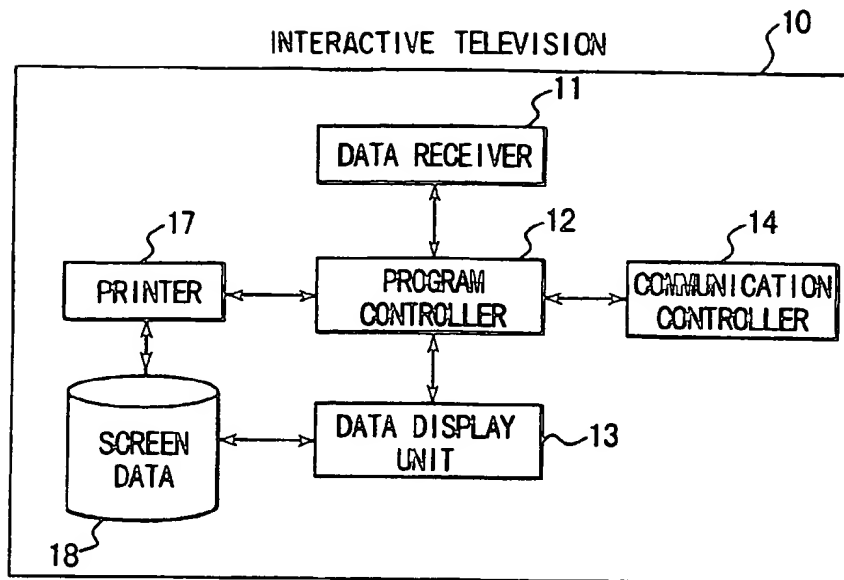 INTERACTIVE TELEVISION
10
11
DATA RECEIVER
17
12
14
PRINTER
PROGRAM
CONTROLLER
COMMUNICATION
CONTROLLER
SCREEN
DATA
DATA DISPLAY
UNIT
13
18